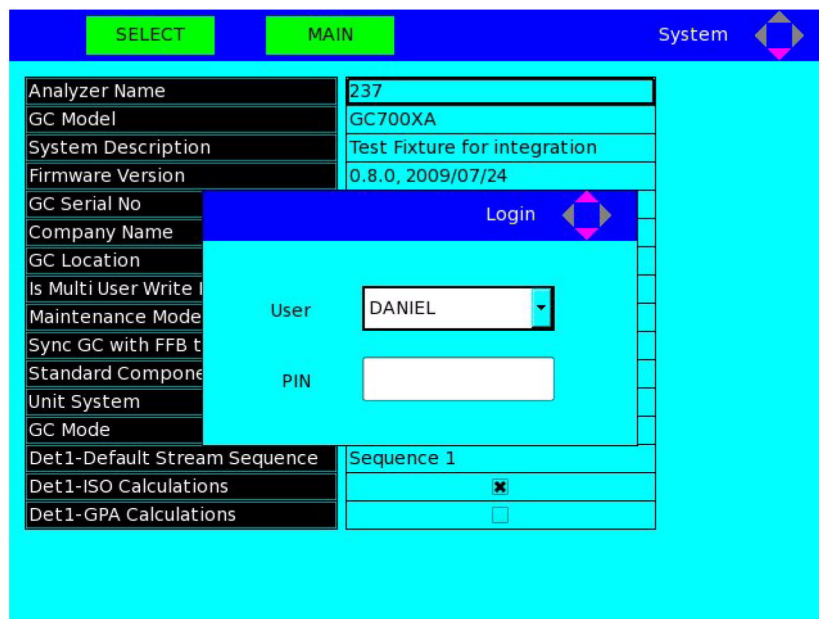 SELECT MAIN System
Analyzer Name 237
GC Model GC700XA
System Description Test Fixture for integration
Firmware Version 0.8.0, 2009/07/24
GC Serial No
Company Name
GC Location
Is Multi User Write
Maintenance Mode
Sync GC with FFB t
Standard Compone
Unit System
GC Mode
Login
User DANIEL
PIN
Det1-Default Stream Sequence Sequence 1
Det1-ISO Calculations
Det1-GPA Calculations